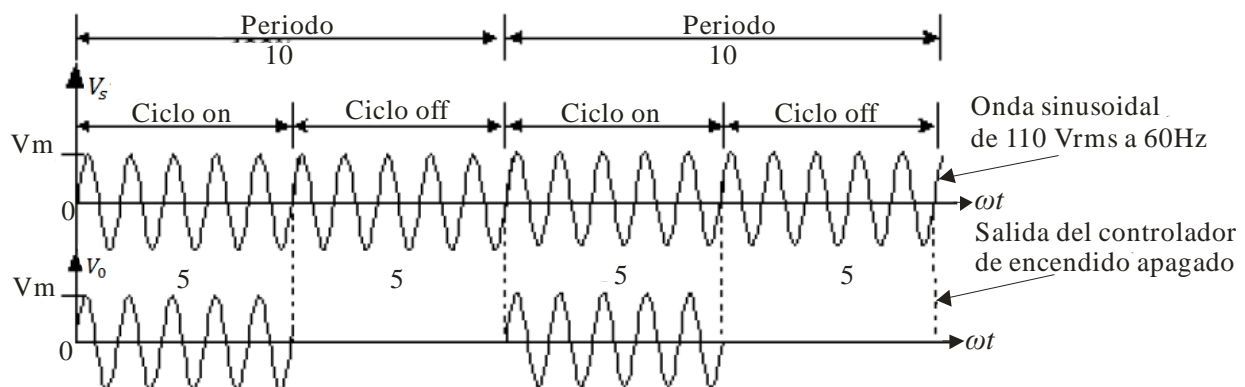 Periodo Periodo
10 10
Vs
Ciclo on Ciclo off Ciclo on Ciclo off
Onda sinusoidal
de 110 Vrms a 60Hz
Vm
0
ωt
Salida del controlador
de encendido apagado
V0
5 5 5 5
Vm
0
ωt